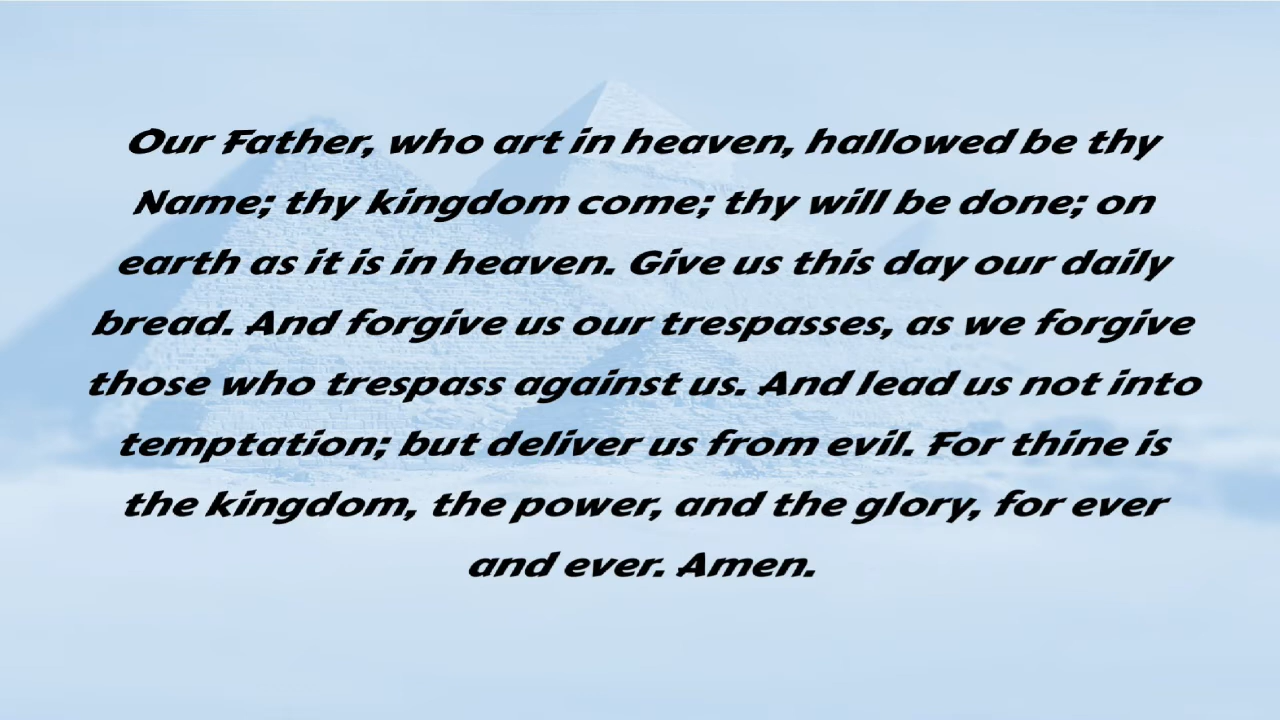 Our Father, who art in heaven, hallowed be thy
Name; thy kingdom come; thy will be done; on
earth as it is in heaven. Give us this day our daily
bread. And forgive us our trespasses, as we forgive
those who trespass against us. And lead us not into
temptation; but deliver us from evil. For thine is
the kingdom, the power, and the glory, for ever
and ever. Amen.